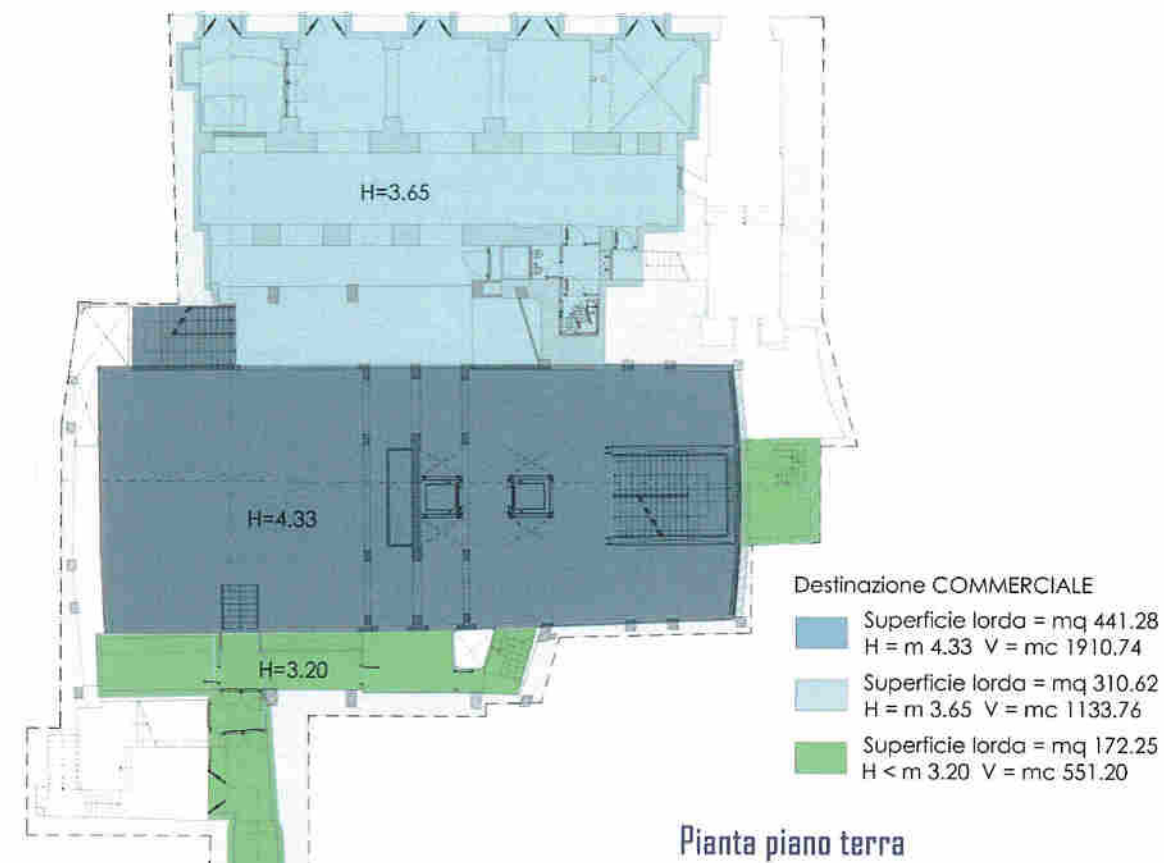 H=3.65
H=4.33
H=3.20
Destinazione COMMERCIALE
Superficie lorda = mq 441.28
H = m 4.33 V = mc 1910.74
Superficie lorda = mq 310.62
H = m 3.65 V = mc 1133.76
Superficie lorda = mq 172.25
H < m 3.20 V = mc 551.20
Pianta piano terra